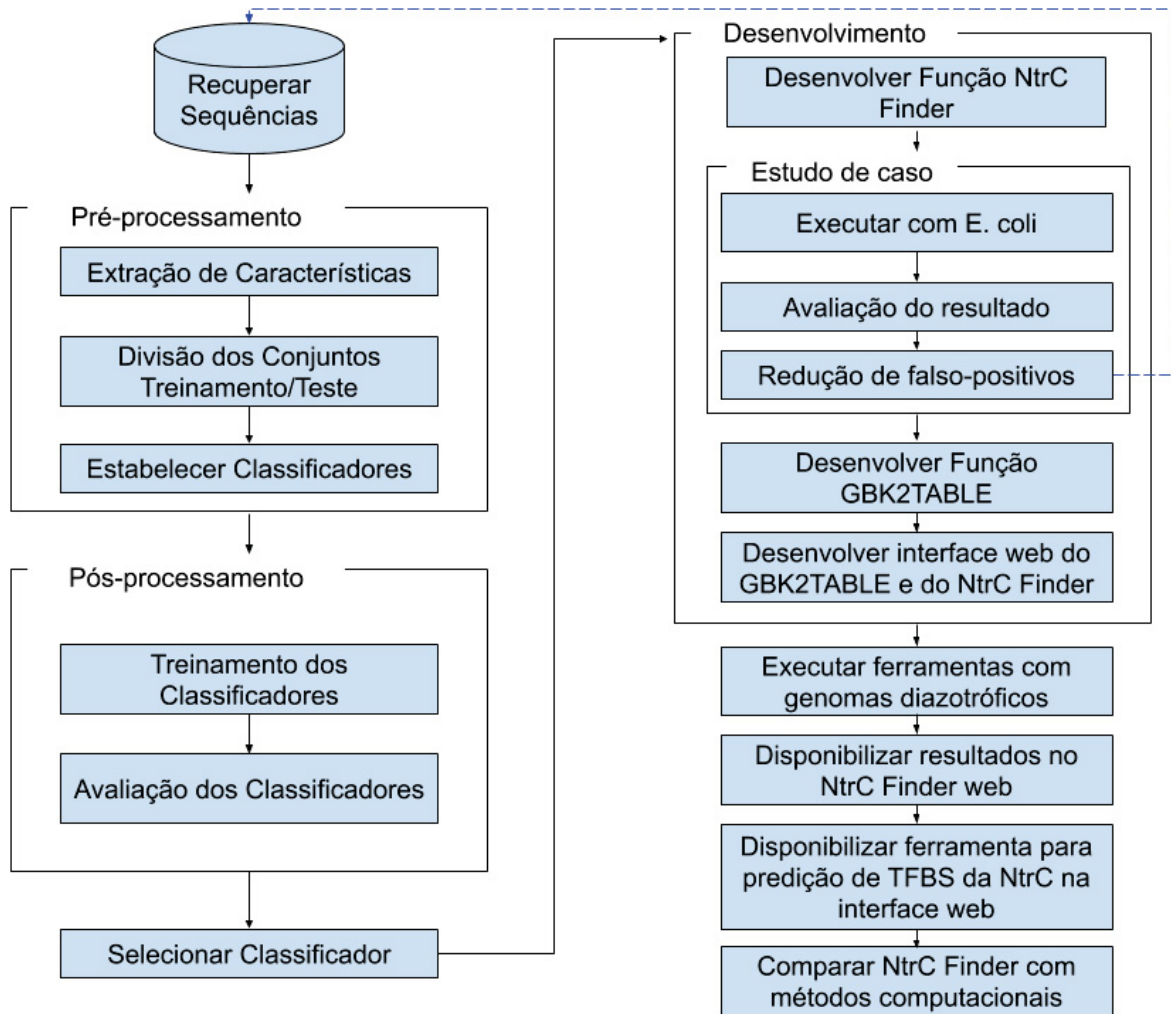 Recuperar
Sequências
Pré-processamento
Extração de Características
Divisão dos Conjuntos
Treinamento/Teste
Estabelecer Classificadores
Pós-processamento
Treinamento dos
Classificadores
Avaliação dos Classificadores
Selecionar Classificador
Desenvolvimento
Desenvolver Função NtrC
Finder
Estudo de caso
Executar com E. coli
Avaliação do resultado
Redução de falso-positivos
Desenvolver Função
GBK2TABLE
Desenvolver interface web do
GBK2TABLE e do NtrC Finder
Executar ferramentas com
genomas diazotróficos
Disponibilizar resultados no
NtrC Finder web
Disponibilizar ferramenta para
predição de TFBS da NtrC na
interface web
Comparar NtrC Finder com
métodos computacionais